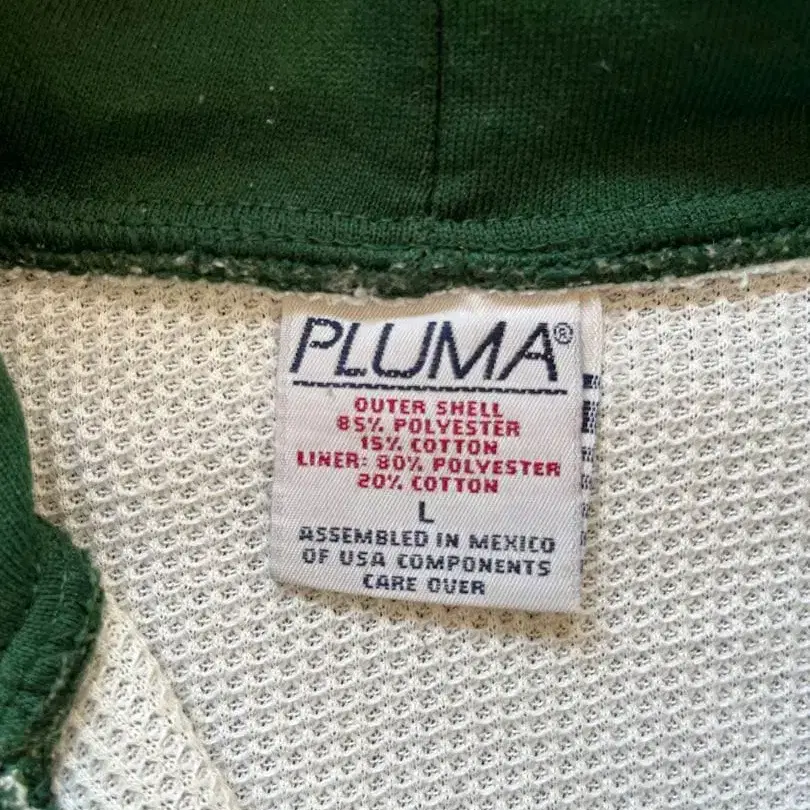 PLUMA®
OUTER SHELL
85% POLYESTER
15% COTTON
LINER: 80% POLYESTER
20% COTTON
L
ASSEMBLED IN MEXICO
OF USA COMPONENTS
CARE OVER